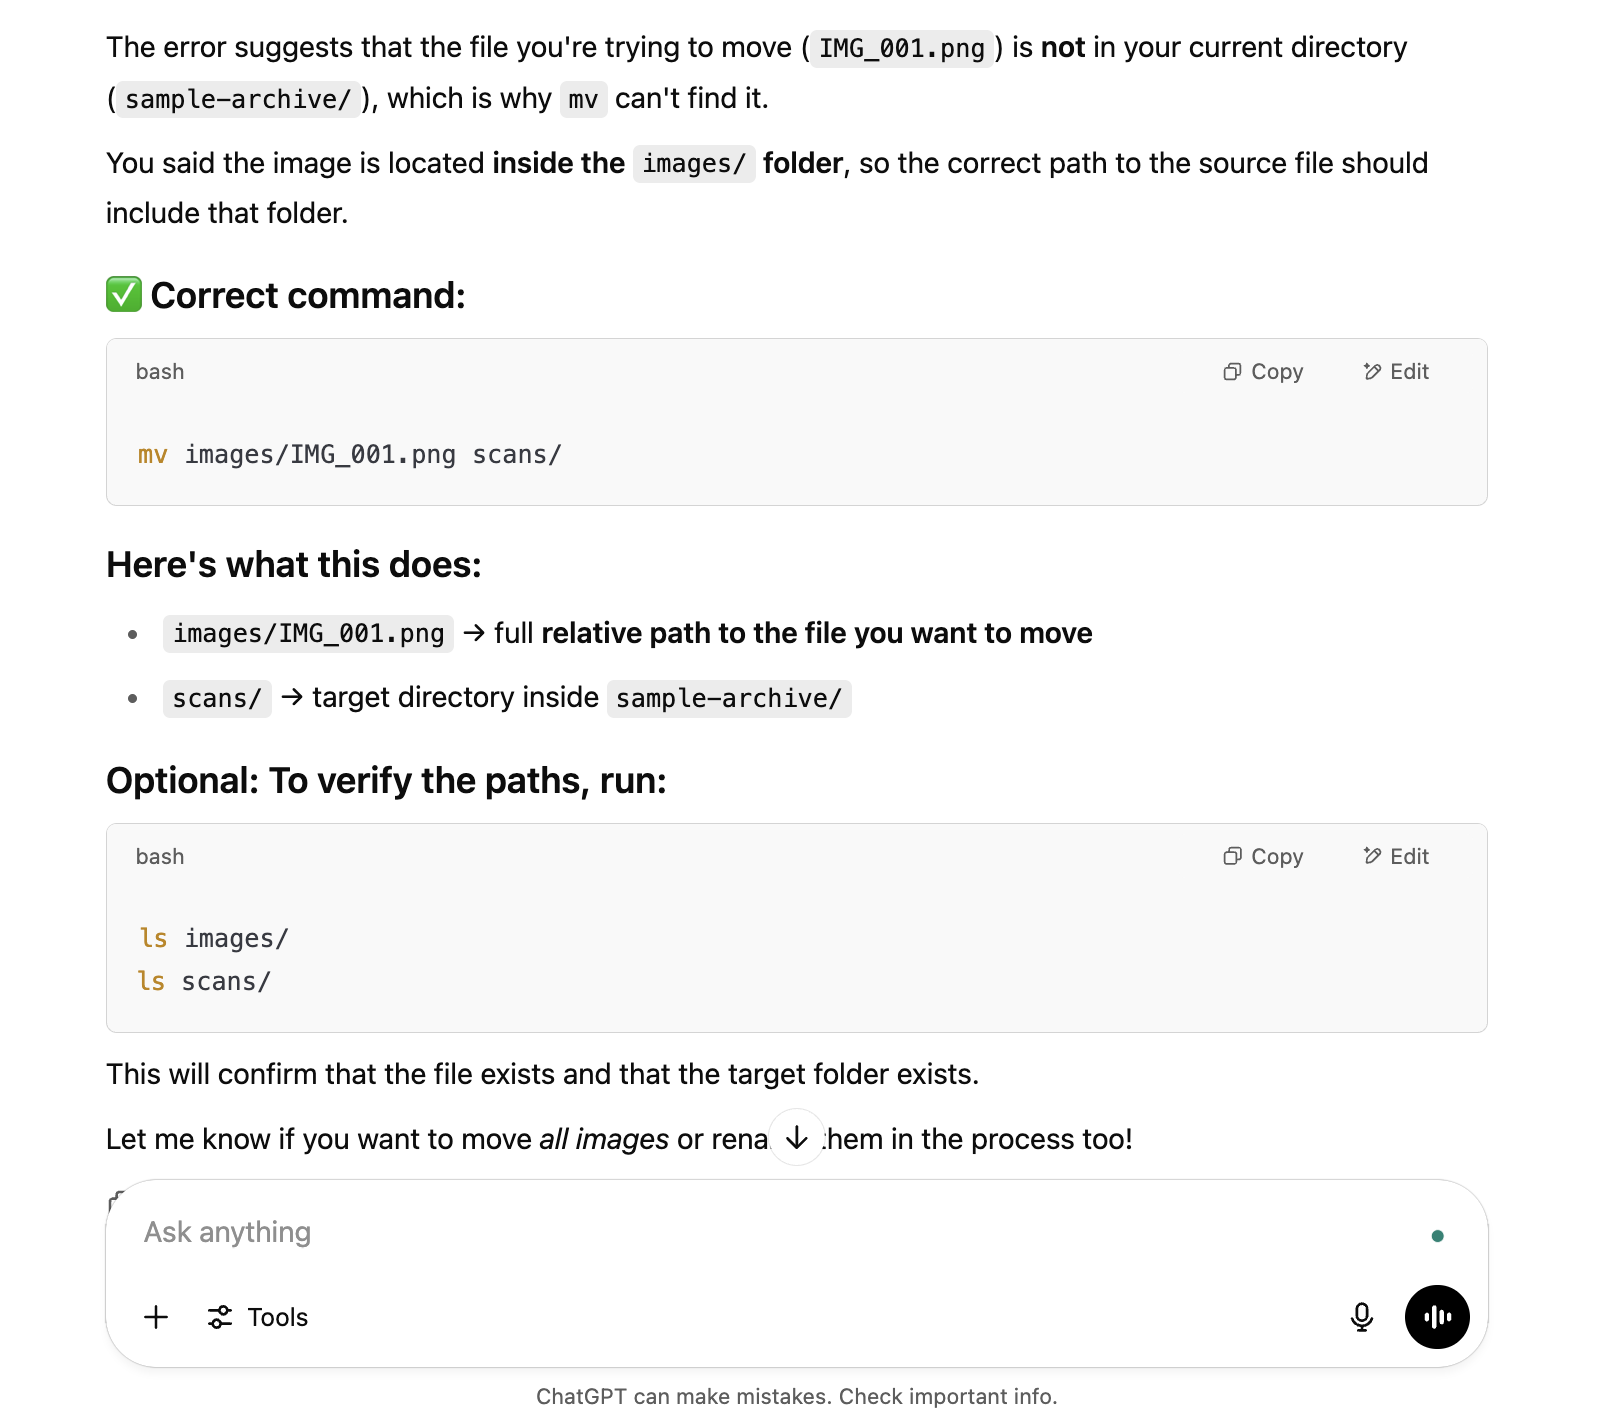 The error suggests that the file you're trying to move (IMG_001.png) is not in your current directory
(sample-archive/), which is why mv can't find it.
You said the image is located inside the images/ folder, so the correct path to the source file should
include that folder.
✅ Correct command:
bash Copy Edit
mv images/IMG_001.png scans/
Here's what this does:
• images/IMG_001.png → full relative path to the file you want to move
• scans/ → target directory inside sample-archive/
Optional: To verify the paths, run:
bash Copy Edit
ls images/
ls scans/
This will confirm that the file exists and that the target folder exists.
Let me know if you want to move all images or them in the process too!
Ask anything
Tools
ChatGPT can make mistakes. Check important info.